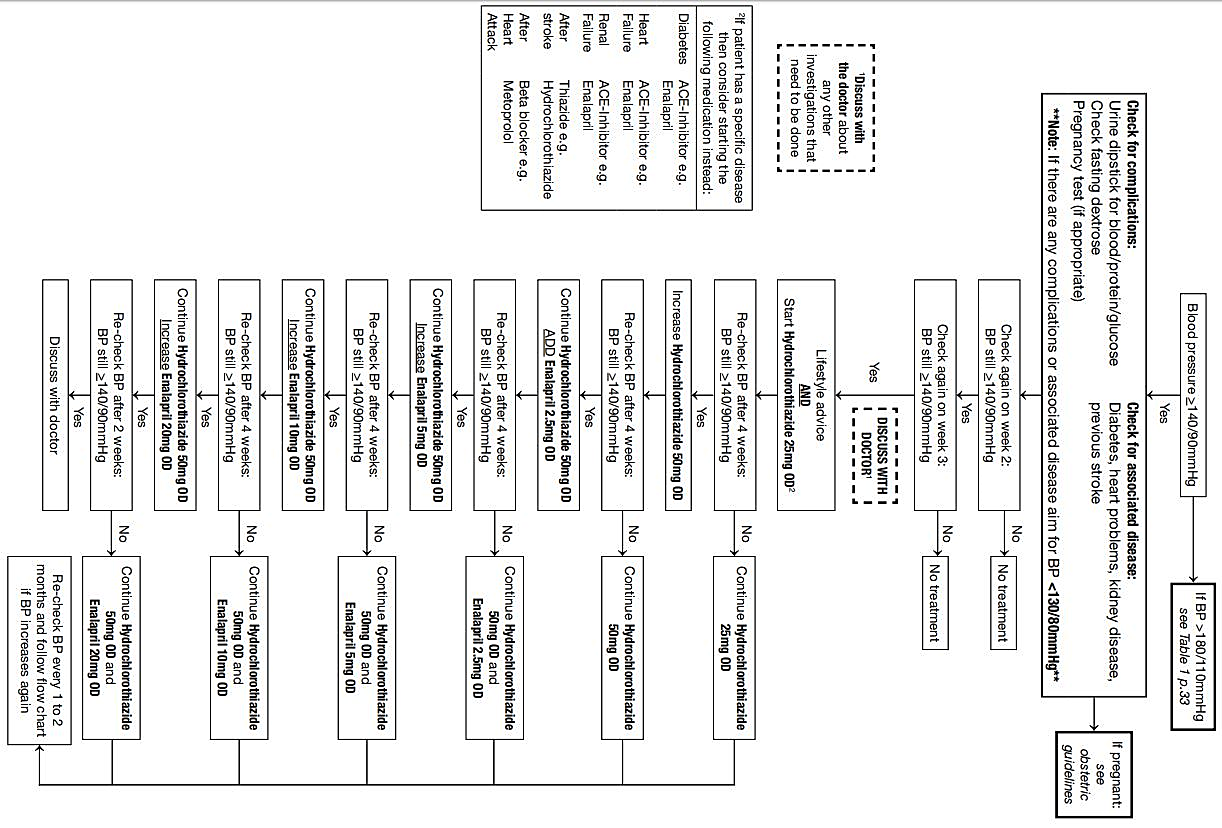 Blood pressure ≥140/90mmHg
If BP >180/110mmHg
see Table 1 p.33
Yes
Check for complications:
Urine dipstick for blood/protein/glucose
Check fasting dextrose
Pregnancy test (if appropriate)
Check for associated disease:
Diabetes, heart problems, kidney disease,
previous stroke
**Note: If there are any complications or associated disease aim for BP <130/80mmHg**
If pregnant:
see
obstetric
guidelines
Check again on week 2:
BP still ≥140/90mmHg
No
No treatment
Yes
Check again on week 3:
BP still ≥140/90mmHg
No
No treatment
Yes
DISCUSS WITH
DOCTOR¹
¹Discuss with
the doctor about
any other
investigations that
need to be done
Lifestyle advice
AND
Start Hydrochlorothiazide 25mg OD²
²If patient has a specific disease
then consider starting the
following medication instead:
Diabetes ACE-Inhibitor e.g.
Enalapril
Heart ACE-Inhibitor e.g.
Failure Enalapril
Renal ACE-Inhibitor e.g.
Failure Enalapril
After Thiazide e.g.
stroke Hydrochlorothiazide
After Beta blocker e.g.
Heart Metoprolol
Attack
Re-check BP after 4 weeks:
BP still ≥140/90mmHg
No
Continue Hydrochlorothiazide
25mg OD
Yes
Increase Hydrochlorothiazide 50mg OD
Re-check BP after 4 weeks:
BP still ≥140/90mmHg
No
Continue Hydrochlorothiazide
50mg OD
Yes
Continue Hydrochlorothiazide 50mg OD
ADD Enalapril 2.5mg OD
Re-check BP after 4 weeks:
BP still ≥140/90mmHg
No
Continue Hydrochlorothiazide
50mg OD and
Enalapril 2.5mg OD
Yes
Continue Hydrochlorothiazide 50mg OD
Increase Enalapril 5mg OD
Re-check BP after 4 weeks:
BP still ≥140/90mmHg
No
Continue Hydrochlorothiazide
50mg OD and
Enalapril 5mg OD
Yes
Continue Hydrochlorothiazide 50mg OD
Increase Enalapril 10mg OD
Re-check BP after 4 weeks:
BP still ≥140/90mmHg
No
Continue Hydrochlorothiazide
50mg OD and
Enalapril 10mg OD
Yes
Continue Hydrochlorothiazide 50mg OD
Increase Enalapril 20mg OD
Yes
Re-check BP after 2 weeks:
BP still ≥140/90mmHg
No
Continue Hydrochlorothiazide
50mg OD and
Enalapril 20mg OD
Yes
Discuss with doctor
Re-check BP every 1 to 2
months and follow flow chart
if BP increases again